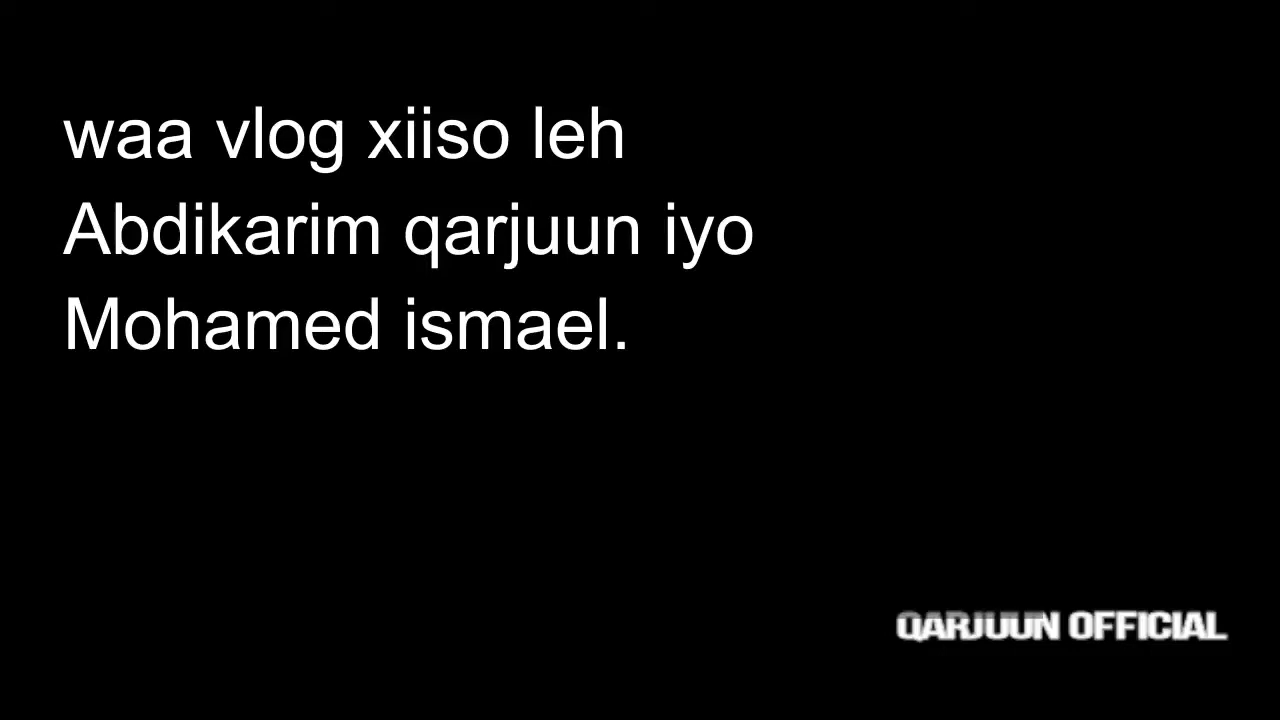 waa vlog xiiso leh
Abdikarim qarjuun iyo
Mohamed ismael.
QARJUUN OFFICIAL